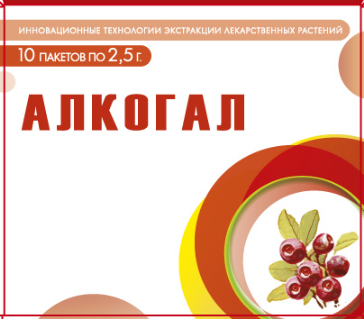 ИННОВАЦИОННЫЕ ТЕХНОЛОГИИ ЭКСТРАКЦИИ ЛЕКАРСТВЕННЫХ РАСТЕНИЙ
10 ПАКЕТОВ ПО 2,5 Г.
АЛКОГАЛ